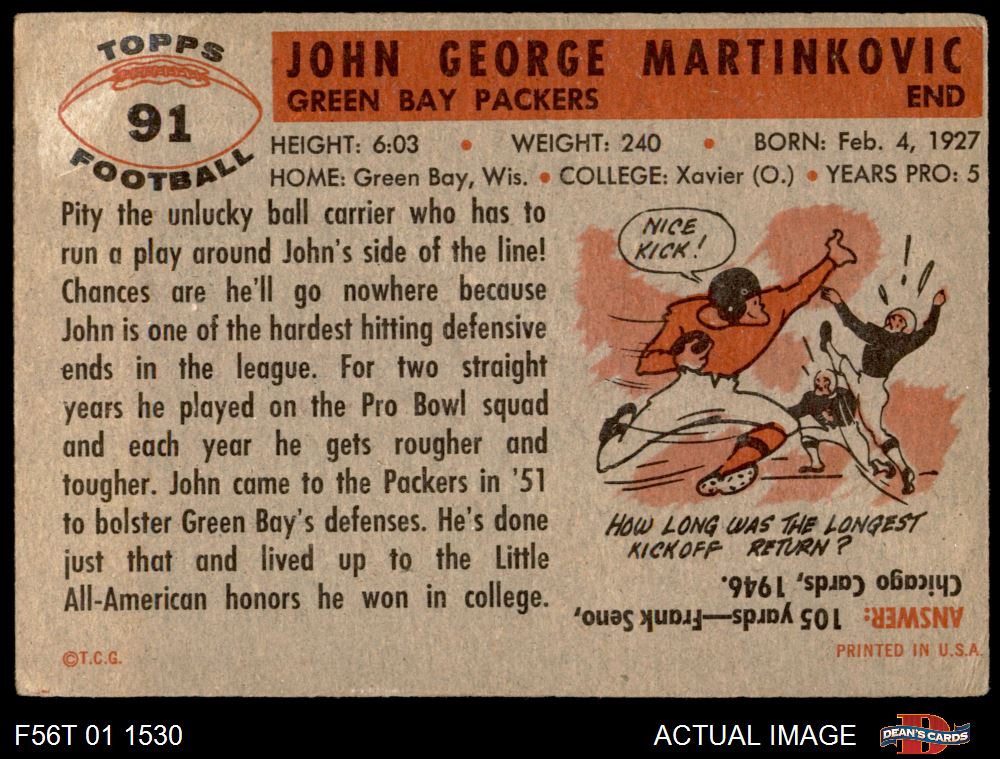 TOPPS
91
FOOTBALL
JOHN GEORGE MARTINKOVIC
GREEN BAY PACKERS END
HEIGHT: 6:03 • WEIGHT: 240 • BORN: Feb. 4, 1927
HOME: Green Bay, Wis. • COLLEGE: Xavier (O.) • YEARS PRO: 5
Pity the unlucky ball carrier who has to
run a play around John's side of the line!
Chances are he'll go nowhere because
John is one of the hardest hitting defensive
ends in the league. For two straight
years he played on the Pro Bowl squad
and each year he gets rougher and
tougher. John came to the Packers in '51
to bolster Green Bay's defenses. He's done
just that and lived up to the Little
All-American honors he won in college.
©T.C.G.
NICE
KICK!
!
HOW LONG WAS THE LONGEST
KICKOFF RETURN?
ANSWER: 105 yards—Frank Seno,
Chicago Cards, 1946.
PRINTED IN U.S.A.
F56T 01 1530
ACTUAL IMAGE
D
DEAN'S CARDS